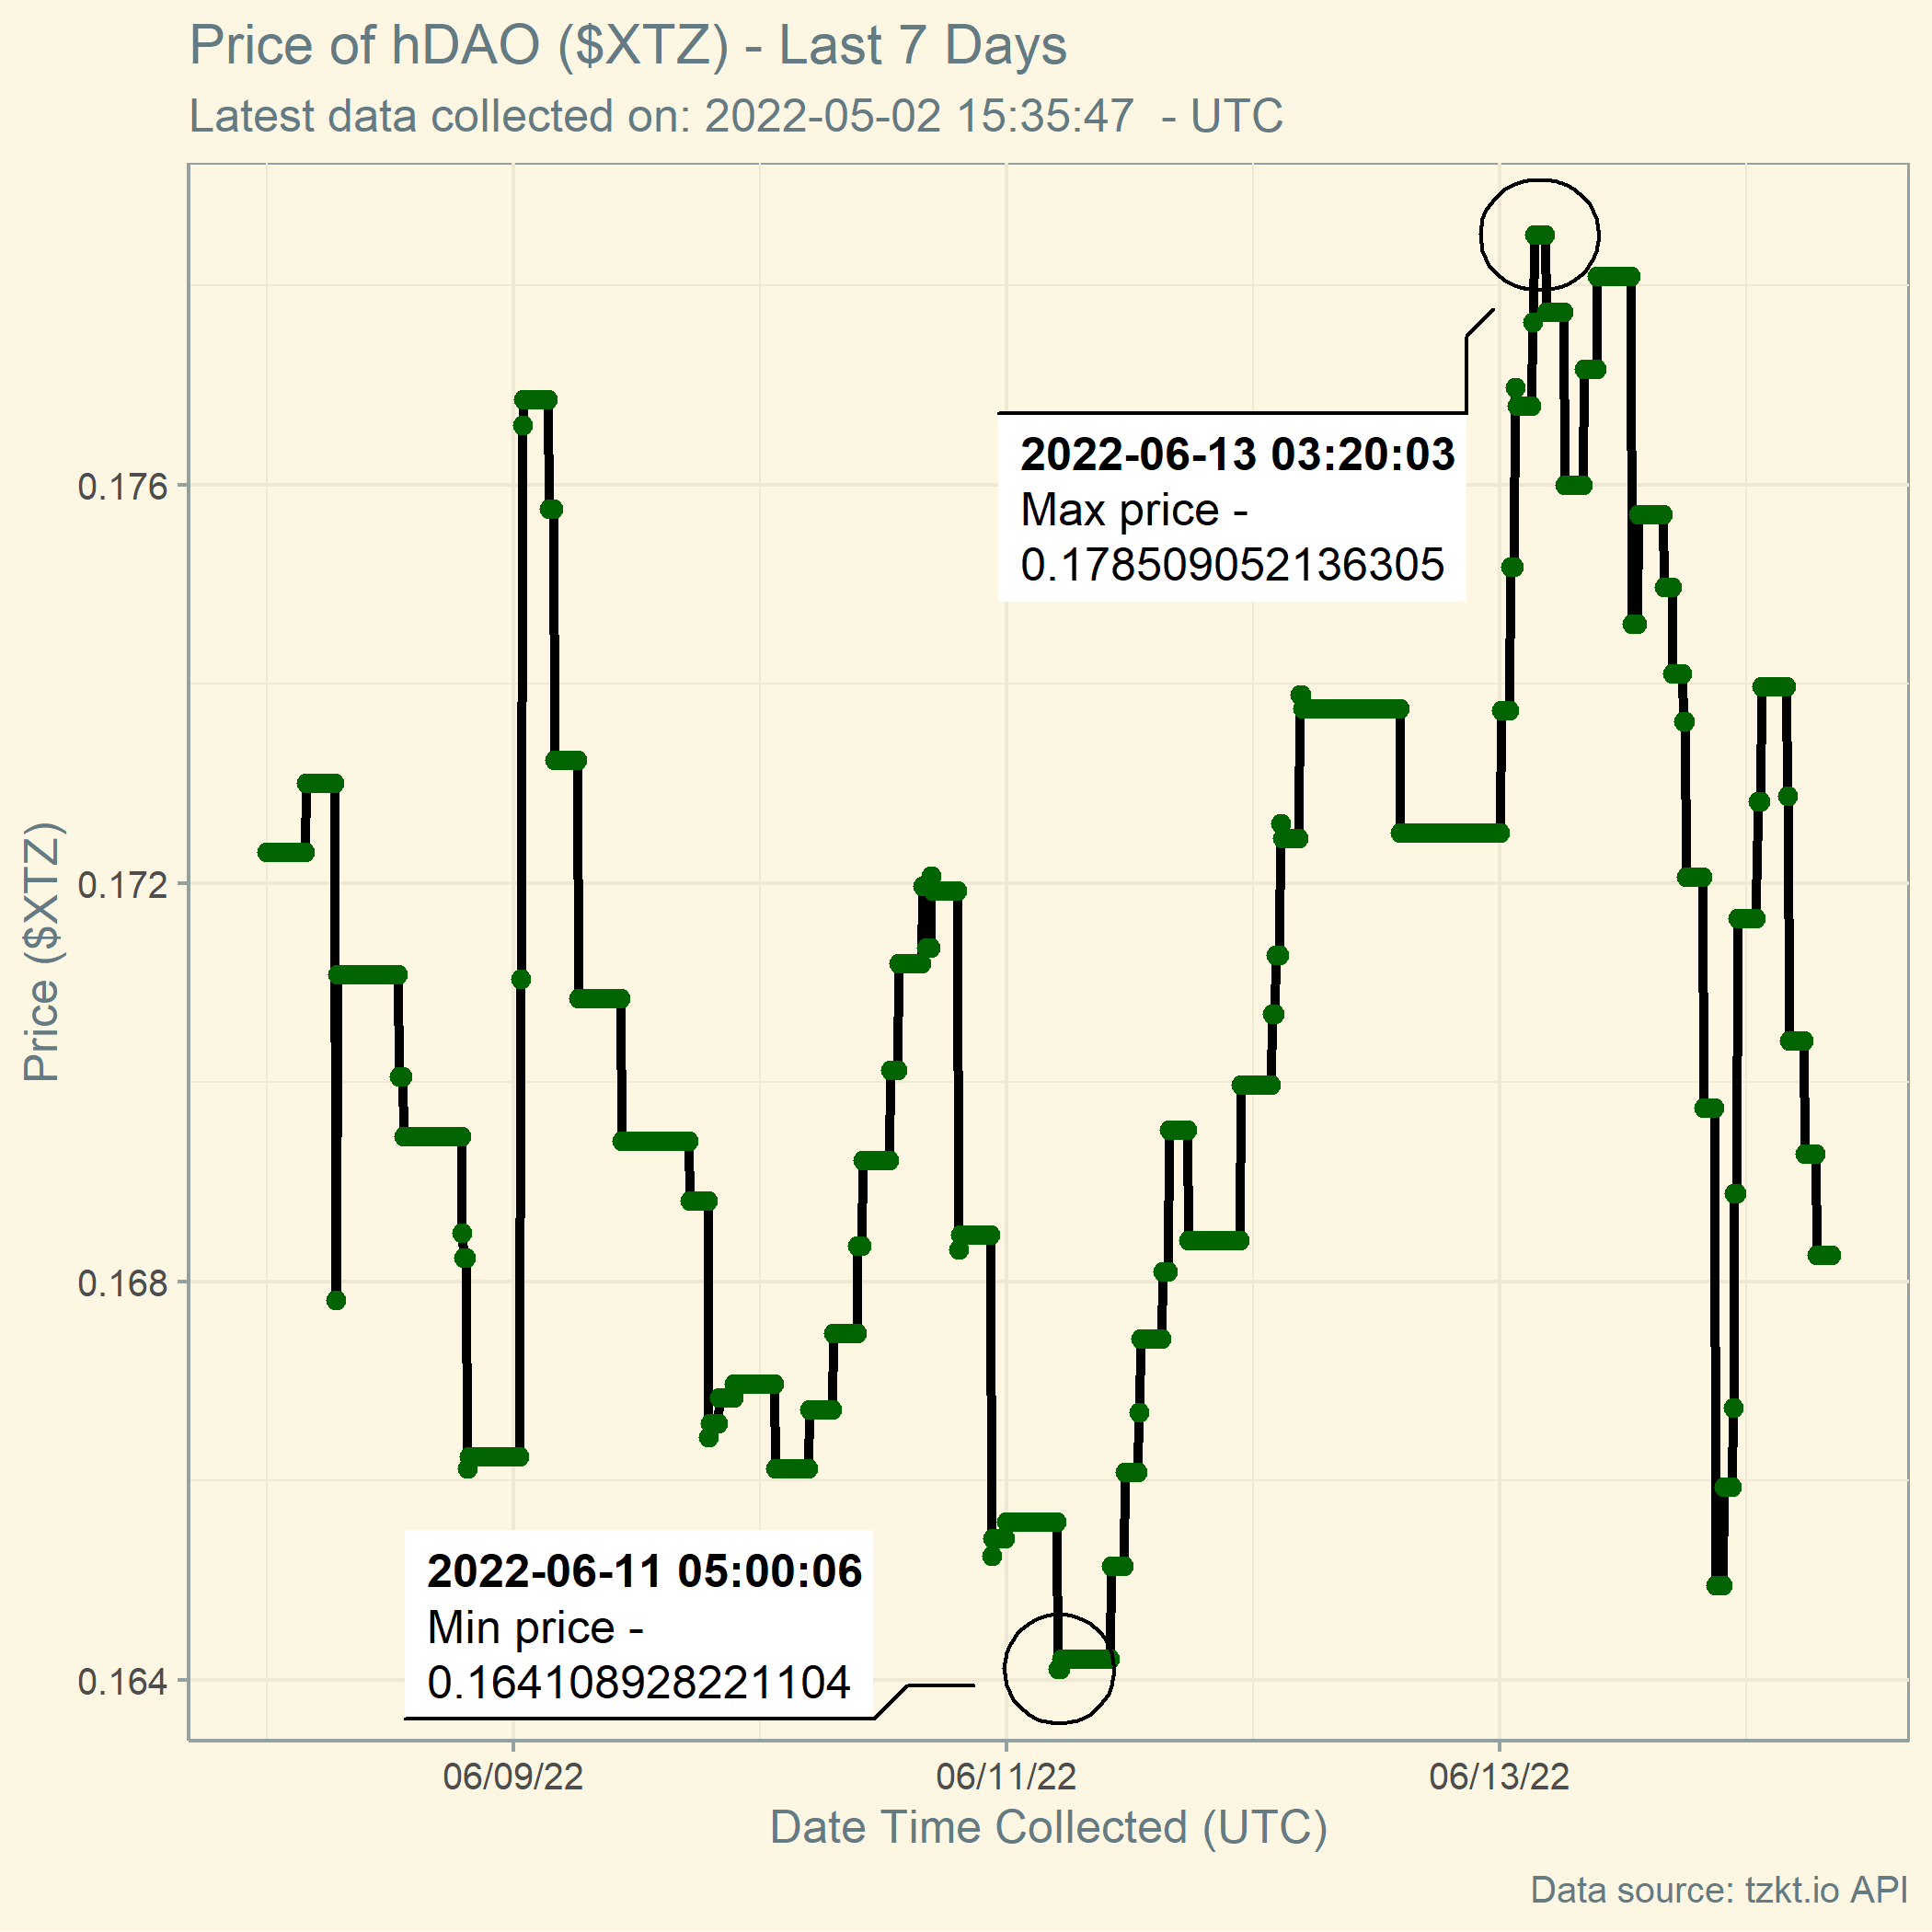 Price of hDAO ($XTZ) - Last 7 Days
Latest data collected on: 2022-05-02 15:35:47  - UTC
Price ($XTZ)
0.176
0.172
0.168
0.164
2022-06-13 03:20:03
Max price -
0.178509052136305
2022-06-11 05:00:06
Min price -
0.164108928221104
06/09/22
06/11/22
06/13/22
Date Time Collected (UTC)
Data source: tzkt.io API